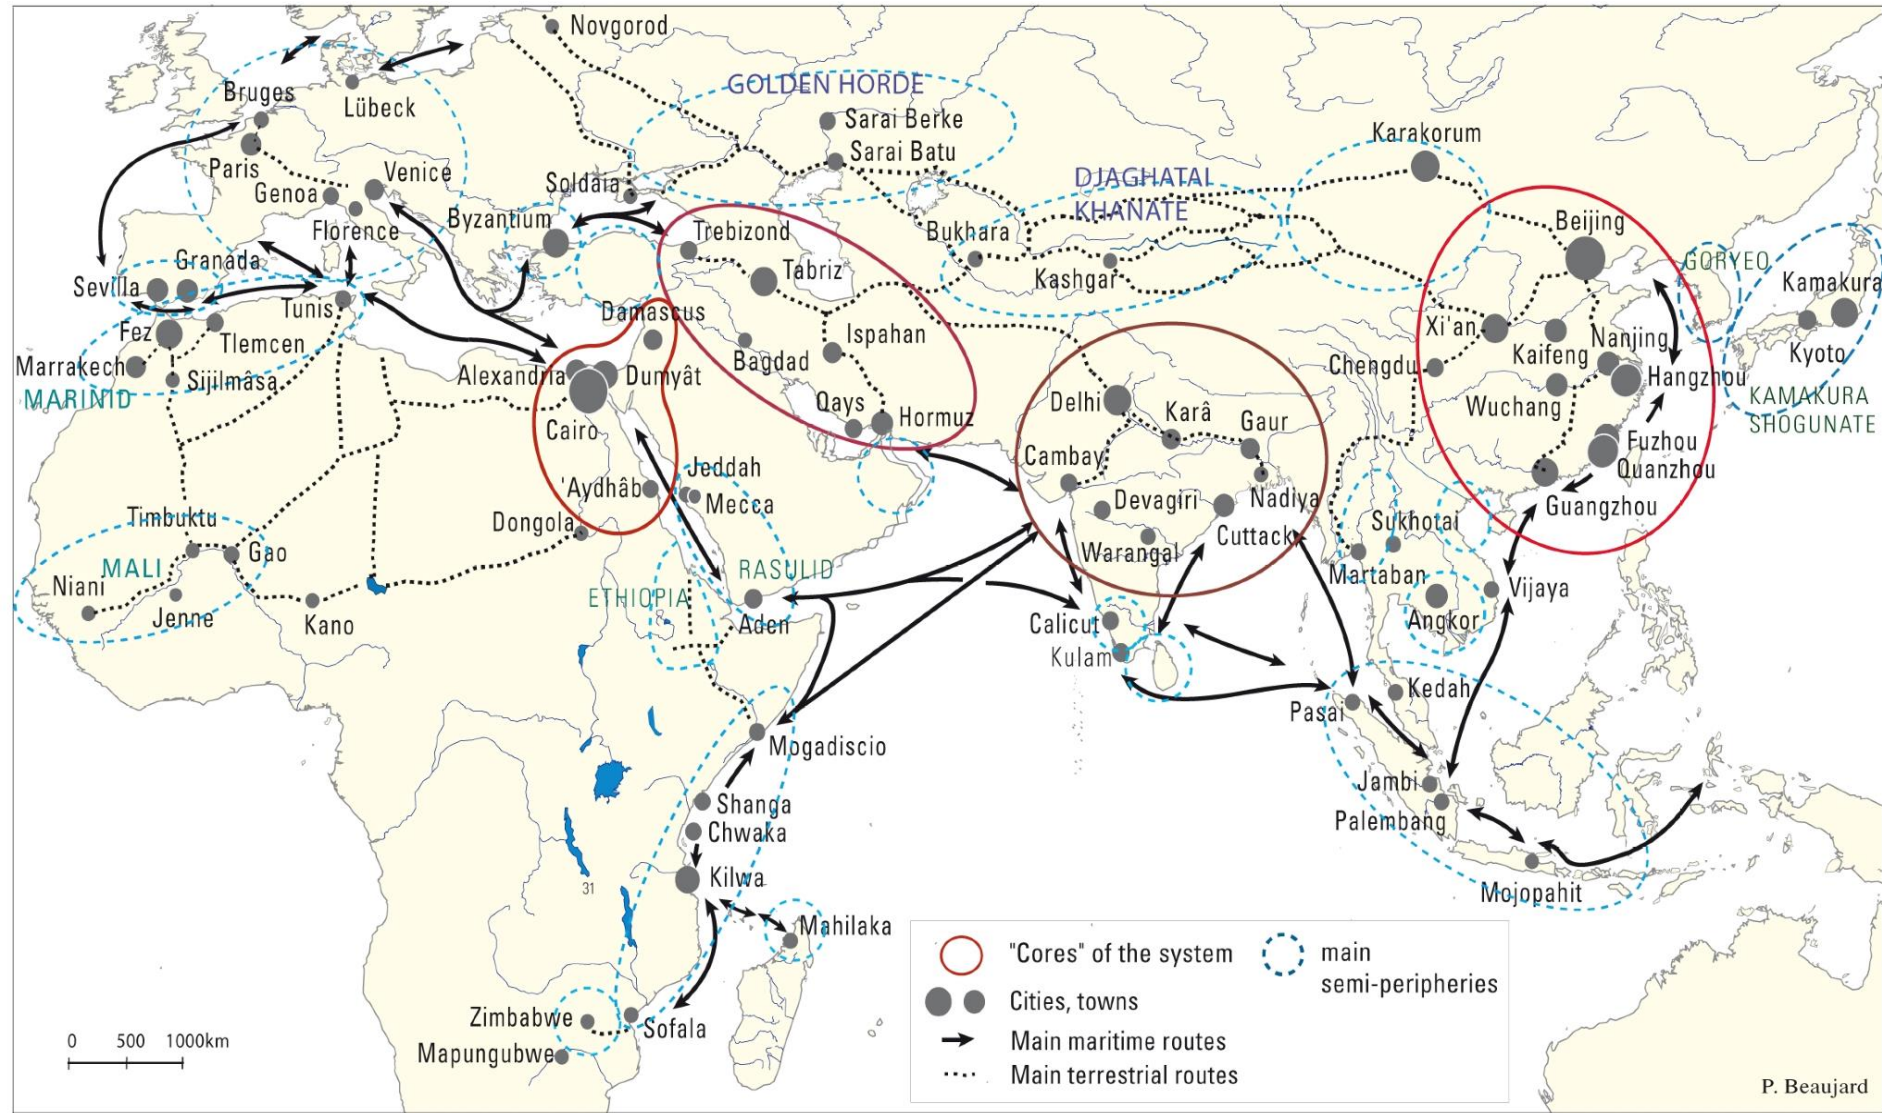 Novgorod
GOLDEN HORDE
Bruges
Lübeck
Sarai Berke
Karakorum
Paris
Venice
Sarai Batu
Genoa
Soldaia
DJAGHATAI
KHANATE
Florence
Byzantium
Trebizond
Bukhara
Beijing
Granada
Sevilla
Tabriz
Kashgar
GORYEO
Kamakura
Tunis
Fez
Tlemcen
Damascus
Ispahan
Xi'an
Kaifeng
Nanjing
Kyoto
Marrakech
Sijilmâsa
Bagdad
Chengdu
Alexandria
Dumyât
Hangzhou
MARINID
Qays
Hormuz
Delhi
Karâ
Gaur
Wuchang
KAMAKURA
SHOGUNATE
Cairo
Fuzhou
Quanzhou
Cambay
Jeddah
'Aydhâb
Mecca
Devagiri
Nadiya
Guangzhou
Timbuktu
Dongola
Sukhotai
Cuttack
Gao
Warangal
MALI
RASULID
Martaban
Niani
ETHIOPIA
Vijaya
Jenne
Kano
Aden
Calicut
Angkor
Kulam
Kedah
Pasai
Mogadiscio
Jambi
Shanga
Palembang
Chwaka
Kilwa
31
Mojopahit
Mahilaka
Zimbabwe
Sofala
Mapungubwe
0 500 1000km
"Cores" of the system
main
semi-peripheries
Cities, towns
Main maritime routes
Main terrestrial routes
P. Beaujard